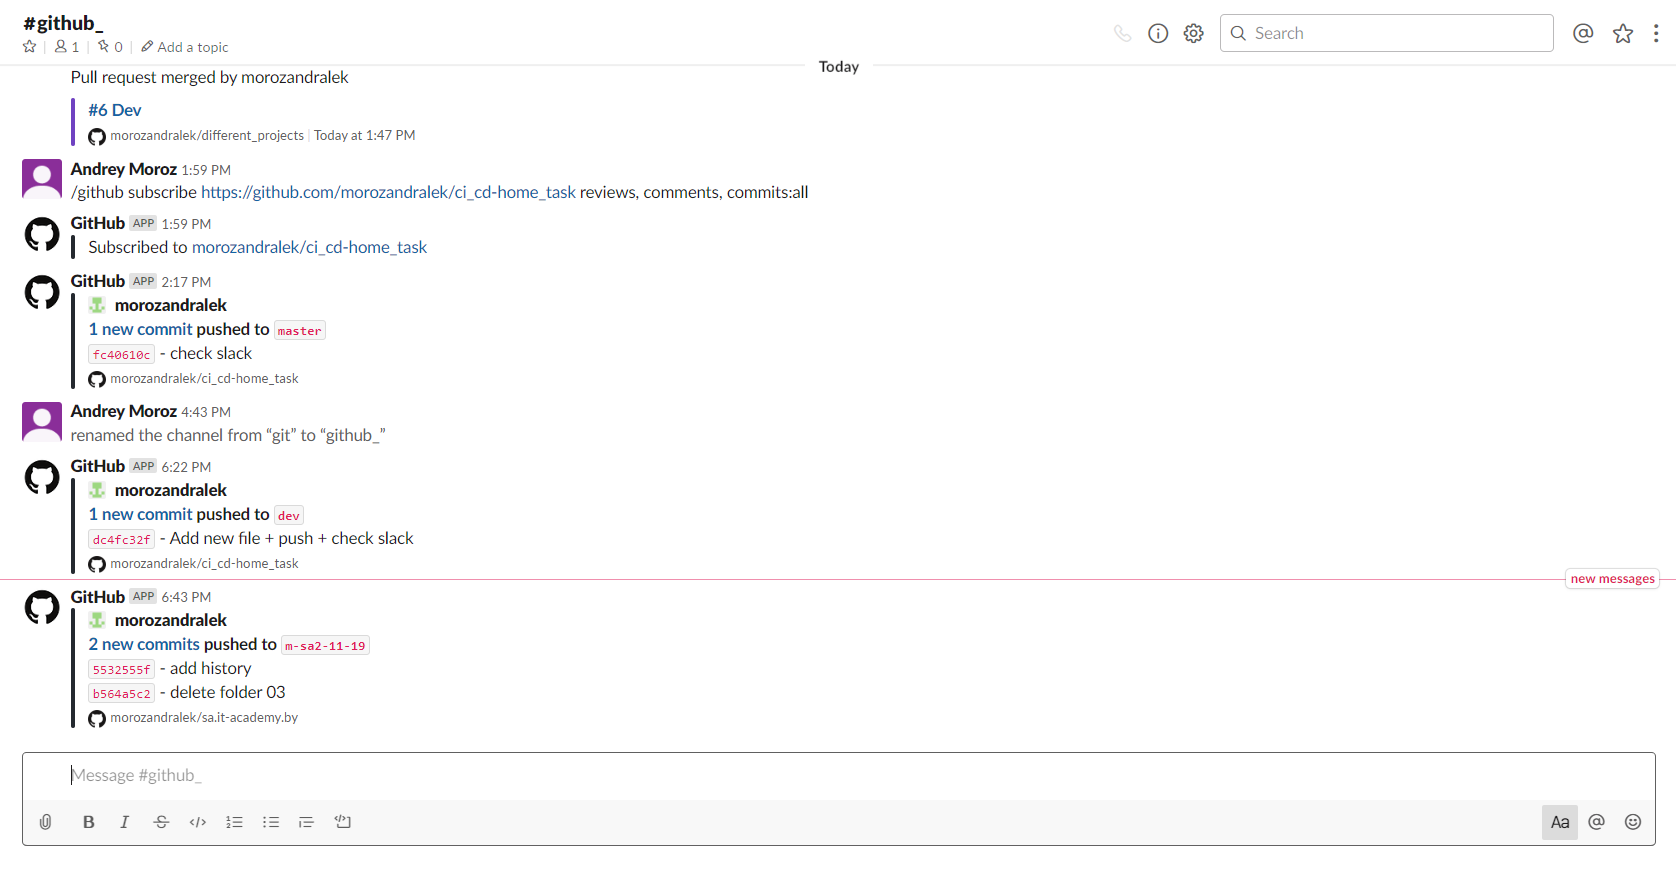 #github_
1
0
Add a topic
Search
Today
Pull request merged by morozandralek
#6 Dev
morozandralek/different_projects | Today at 1:47 PM
Andrey Moroz 1:59 PM
/github subscribe https://github.com/morozandralek/ci_cd-home_task reviews, comments, commits:all
GitHub APP 1:59 PM
Subscribed to morozandralek/ci_cd-home_task
GitHub APP 2:17 PM
morozandralek
1 new commit pushed to master
fc40610c - check slack
morozandralek/ci_cd-home_task
Andrey Moroz 4:43 PM
renamed the channel from “git” to “github_”
GitHub APP 6:22 PM
morozandralek
1 new commit pushed to dev
dc4fc32f - Add new file + push + check slack
morozandralek/ci_cd-home_task
new messages
GitHub APP 6:43 PM
morozandralek
2 new commits pushed to m-sa2-11-19
5532555f - add history
b564a5c2 - delete folder 03
morozandralek/sa.it-academy.by
Message #github_
B I S </>
Aa @